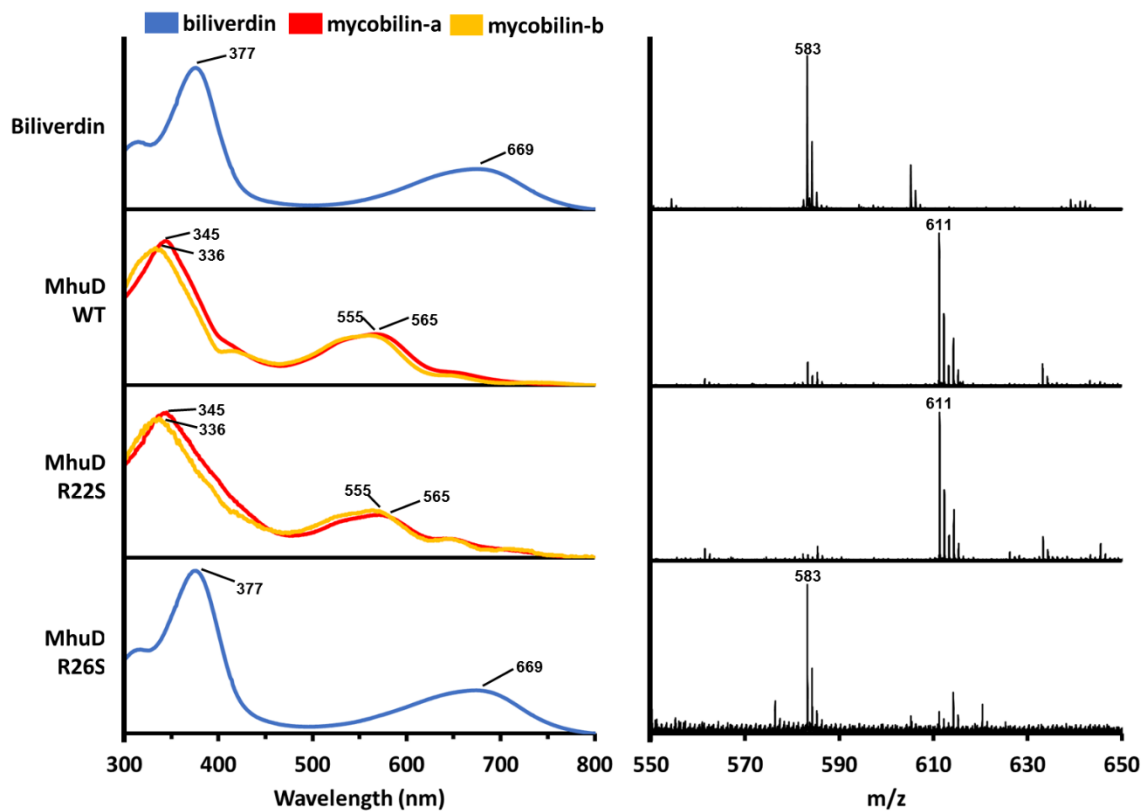 biliverdin mycobilin-a mycobilin-b
377
583
Biliverdin
669
345
336
611
MhuD
WT
555
565
345
336
611
MhuD
R22S
555
565
377
583
MhuD
R26S
669
300 400 500 600 700 800
550 570 590 610 630 650
Wavelength (nm)
m/z